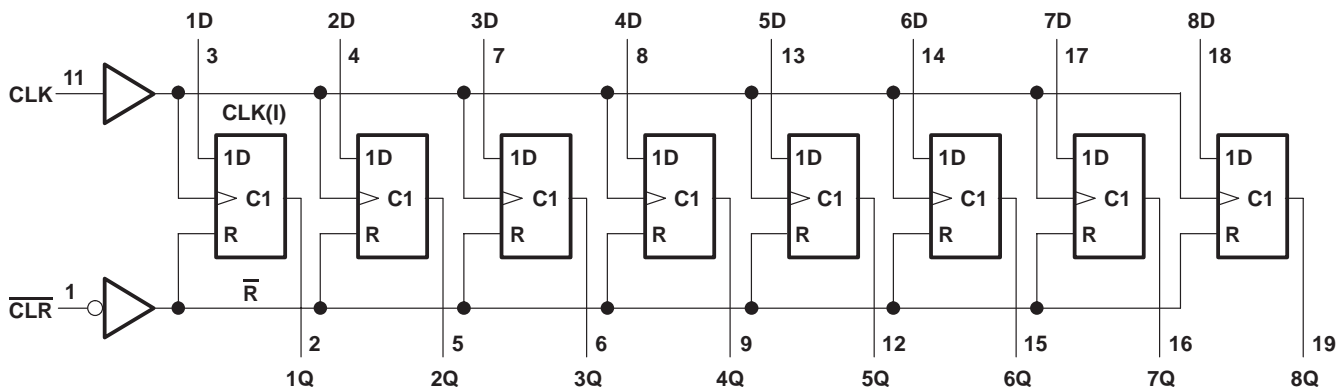 1D 2D 3D 4D 5D 6D 7D 8D
3 4 7 8 13 14 17 18
11
CLK
CLK(I)
1D 1D 1D 1D 1D 1D 1D 1D
C1 C1 C1 C1 C1 C1 C1 C1
R R R R R R R R
1
C̅L̅R̅
R̅
2 5 6 9 12 15 16 19
1Q 2Q 3Q 4Q 5Q 6Q 7Q 8Q